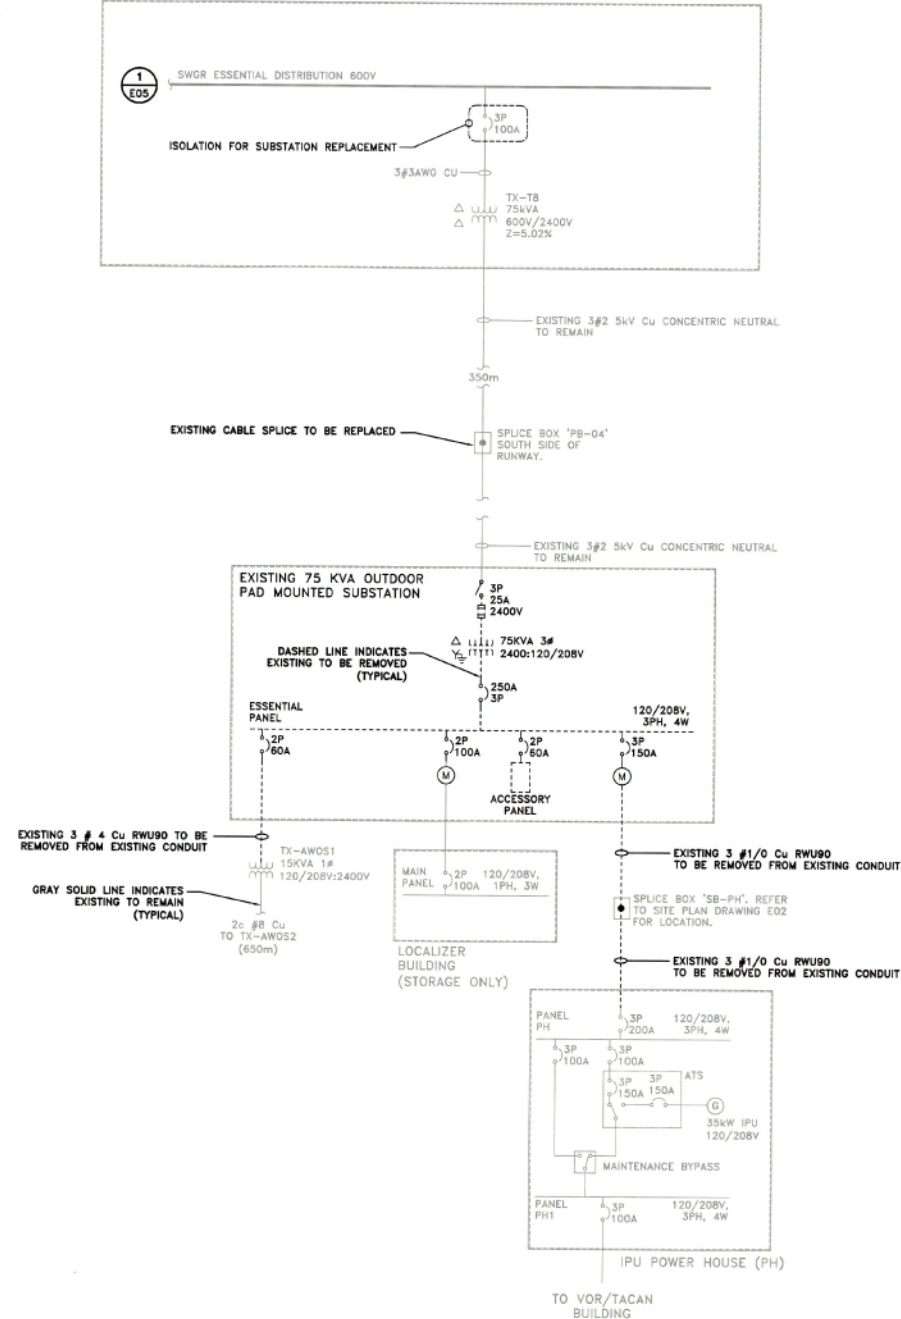 1
E05
SWGR ESSENTIAL DISTRIBUTION 600V
3P
100A
ISOLATION FOR SUBSTATION REPLACEMENT
3#3AWG CU
TX-T8
75kVA
600V/2400V
Z=5.02%
EXISTING 3#2 5kV Cu CONCENTRIC NEUTRAL
TO REMAIN
350m
EXISTING CABLE SPLICE TO BE REPLACED
SPLICE BOX 'PB-04'
SOUTH SIDE OF
RUNWAY.
EXISTING 3#2 5kV Cu CONCENTRIC NEUTRAL
TO REMAIN
EXISTING 75 KVA OUTDOOR
PAD MOUNTED SUBSTATION
3P
25A
2400V
75KVA 3ø
2400:120/208V
DASHED LINE INDICATES
EXISTING TO BE REMOVED
(TYPICAL)
250A
3P
ESSENTIAL
PANEL
120/208V,
3PH, 4W
2P
60A
2P
100A
2P
60A
3P
150A
M
M
ACCESSORY
PANEL
EXISTING 3 # 4 Cu RWU90 TO BE
REMOVED FROM EXISTING CONDUIT
TX-AWOS1
15KVA 1ø
120/208V:2400V
GRAY SOLID LINE INDICATES
EXISTING TO REMAIN
(TYPICAL)
2c #8 Cu
TO TX-AWOS2
(650m)
MAIN
PANEL
2P
100A
120/208V,
1PH, 3W
LOCALIZER
BUILDING
(STORAGE ONLY)
EXISTING 3 #1/0 Cu RWU90
TO BE REMOVED FROM EXISTING CONDUIT
SPLICE BOX 'SB-PH'. REFER
TO SITE PLAN DRAWING E02
FOR LOCATION.
EXISTING 3 #1/0 Cu RWU90
TO BE REMOVED FROM EXISTING CONDUIT
PANEL
PH
3P
200A
120/208V,
3PH, 4W
3P
100A
3P
100A
ATS
3P
150A
3P
150A
G
35kW IPU
120/208V
MAINTENANCE BYPASS
PANEL
PH1
3P
100A
120/208V,
3PH, 4W
IPU POWER HOUSE (PH)
TO VOR/TACAN
BUILDING